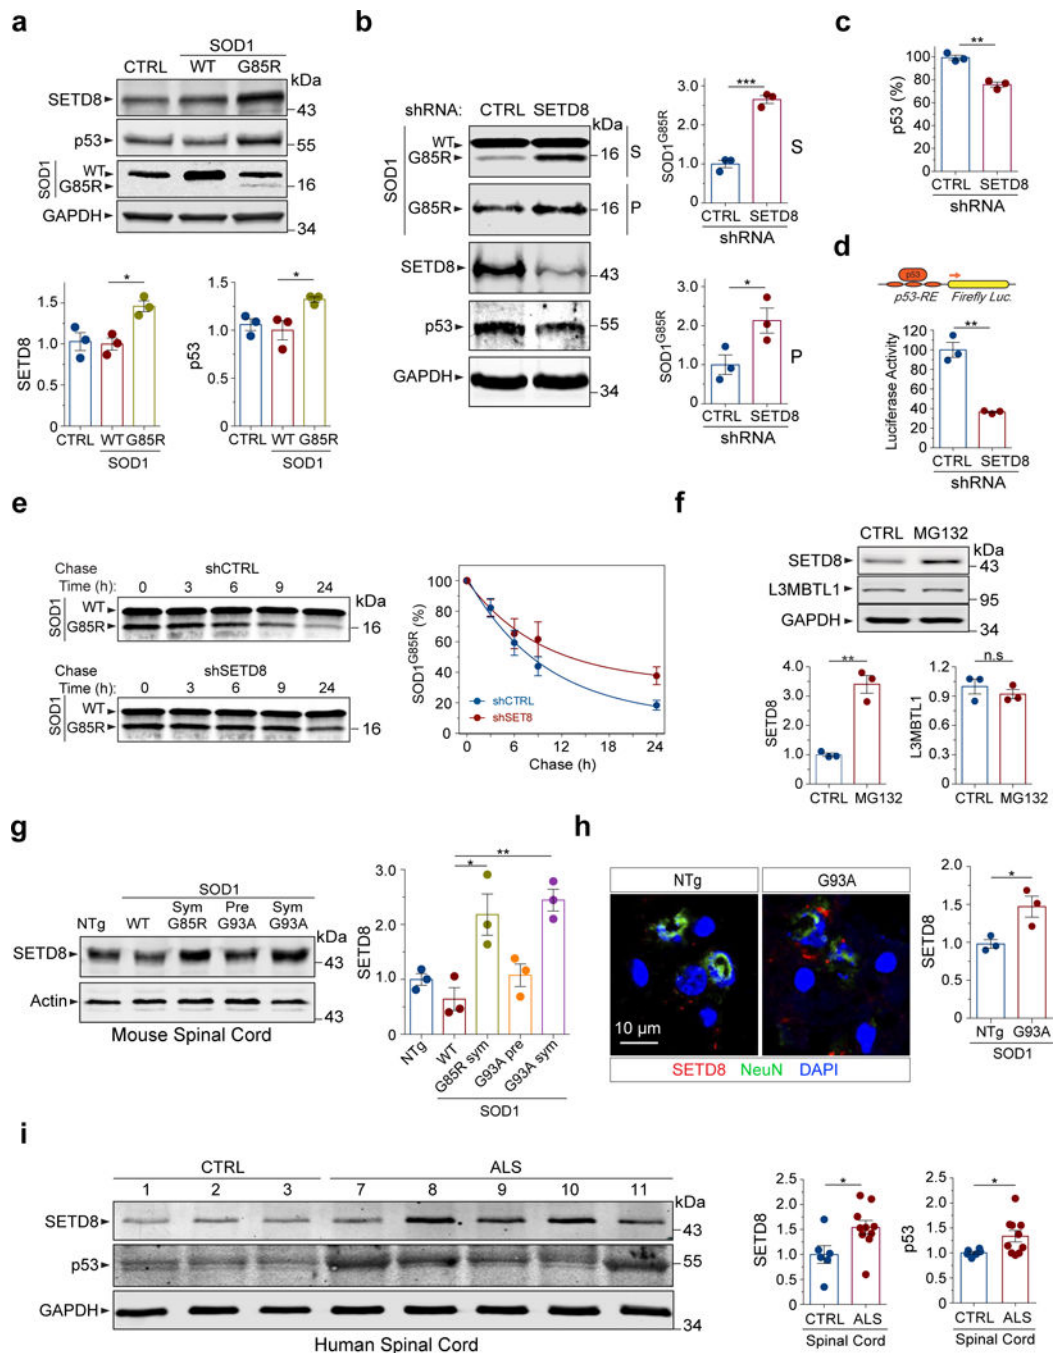 a
SOD1
CTRL WT G85R
kDa
SETD8
43
p53
55
SOD1
WT
G85R
16
GAPDH
34
SETD8
1.5
1.0
0.5
0
CTRL WT G85R
SOD1
*
p53
1.5
1.0
0.5
0
CTRL WT G85R
SOD1
*
b
shRNA: CTRL SETD8
kDa
SOD1
WT
G85R
16
S
G85R
16
P
SETD8
43
p53
55
GAPDH
34
SOD1G85R
3.0
2.0
1.0
0
***
S
CTRL SETD8
shRNA
SOD1G85R
3.0
2.0
1.0
0
*
P
CTRL SETD8
shRNA
c
p53 (%)
100
80
60
40
20
0
**
CTRL SETD8
shRNA
d
p53
p53-RE Firefly Luc.
Luciferase Activity
120
100
80
60
40
20
0
**
CTRL SETD8
shRNA
e
Chase shCTRL
Time (h): 0 3 6 9 24
kDa
SOD1
WT
G85R
16
Chase shSETD8
Time (h): 0 3 6 9 24
SOD1
WT
G85R
16
SOD1G85R (%)
100
80
60
40
20
0
shCTRL
shSET8
0 6 12 18 24
Chase (h)
f
CTRL MG132
kDa
SETD8
43
L3MBTL1
95
GAPDH
34
SETD8
4.0
3.0
2.0
1.0
0
**
CTRL MG132
L3MBTL1
1.2
0.9
0.6
0.3
0
n.s
CTRL MG132
g
SOD1
NTg WT Sym G85R Pre G93A Sym G93A
kDa
SETD8
43
Actin
43
Mouse Spinal Cord
SETD8
3.0
2.0
1.0
0
*
**
NTg WT G85R sym G93A pre G93A sym
SOD1
h
NTg G93A
10 µm
SETD8 NeuN DAPI
SETD8
2.0
1.5
1.0
0.5
0
*
NTg G93A
SOD1
i
CTRL ALS
1 2 3 7 8 9 10 11
kDa
SETD8
43
p53
55
GAPDH
34
Human Spinal Cord
SETD8
2.5
2.0
1.5
1.0
0.5
0
*
CTRL ALS
Spinal Cord
p53
2.5
2.0
1.5
1.0
0.5
0
*
CTRL ALS
Spinal Cord